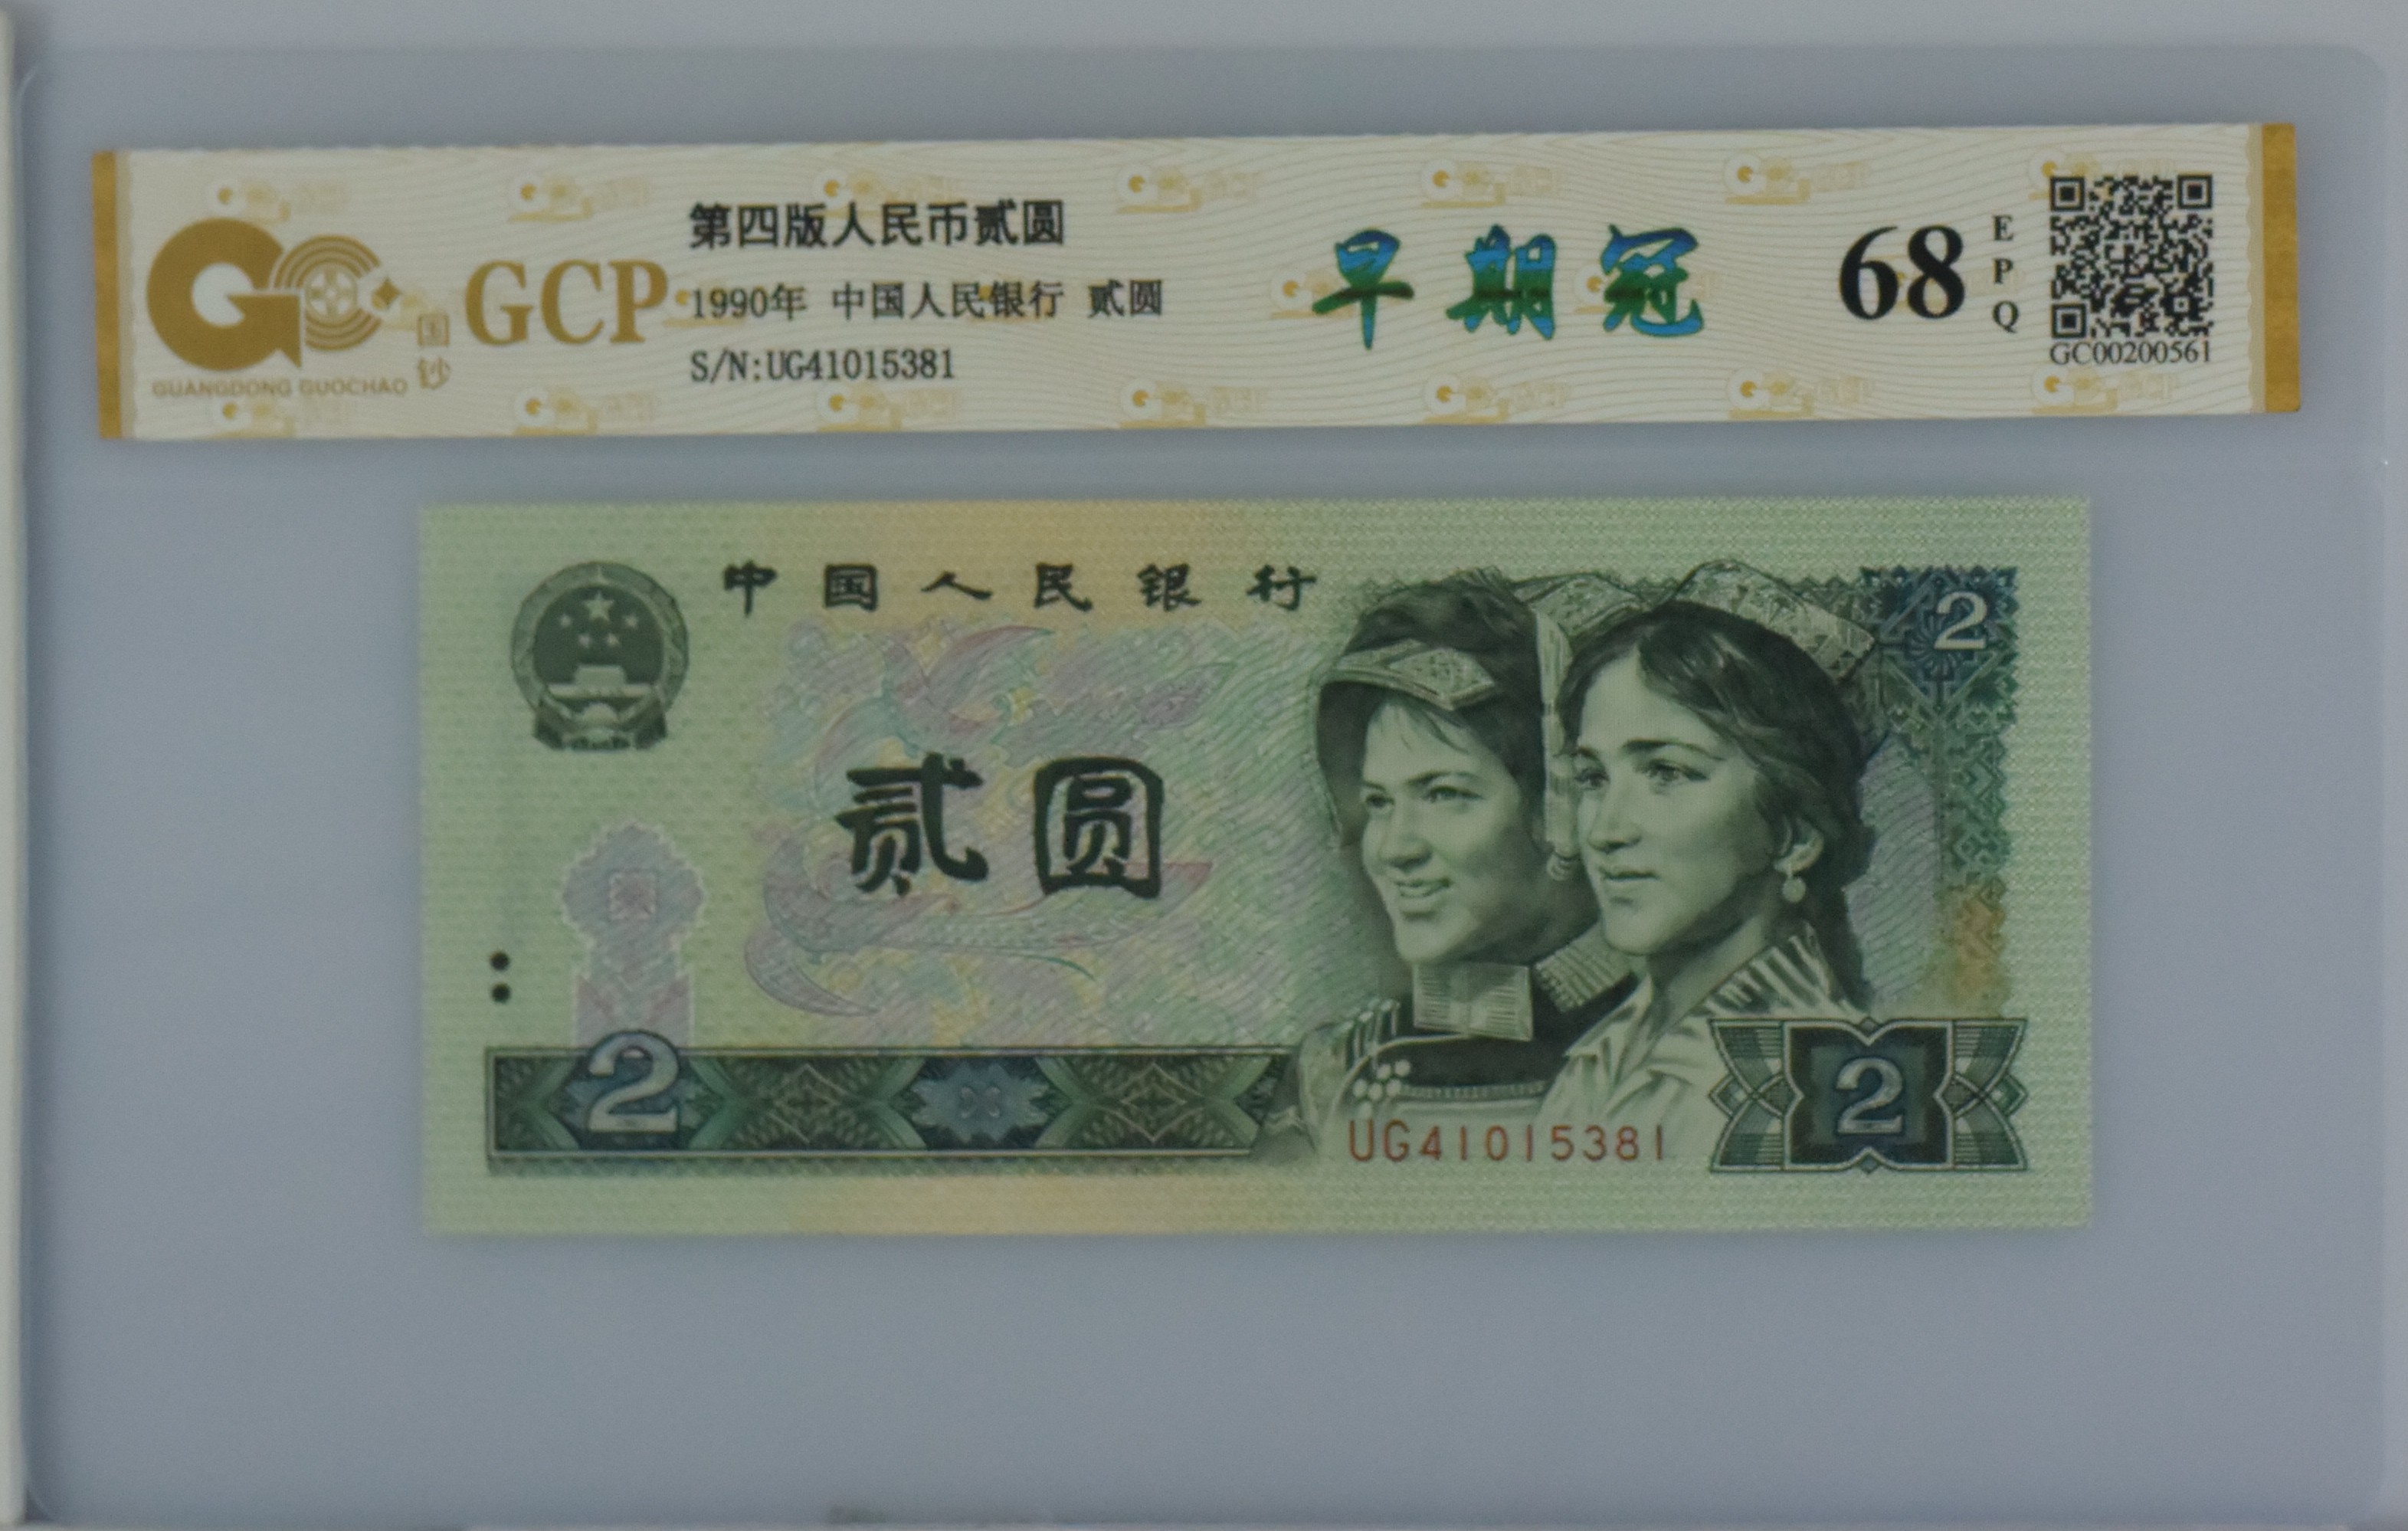 第四版人民币贰圆
GCP
国钞
GUANGDONG GUOCHAO
1990年 中国人民银行 贰圆
S/N:UG41015381
早期冠
68
EPQ
GC00200561
中国人民银行
2
贰圆
2
UG41015381
2